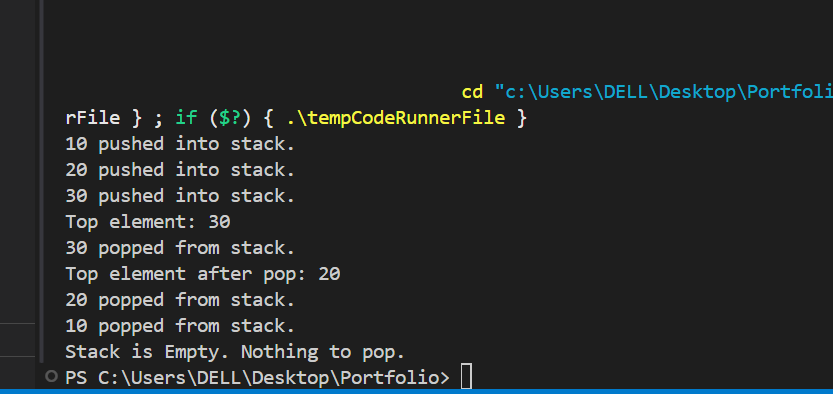 cd "c:\Users\DELL\Desktop\Portfoli
rFile } ; if ($?) { .\tempCodeRunnerFile }
10 pushed into stack.
20 pushed into stack.
30 pushed into stack.
Top element: 30
30 popped from stack.
Top element after pop: 20
20 popped from stack.
10 popped from stack.
Stack is Empty. Nothing to pop.
PS C:\Users\DELL\Desktop\Portfolio>